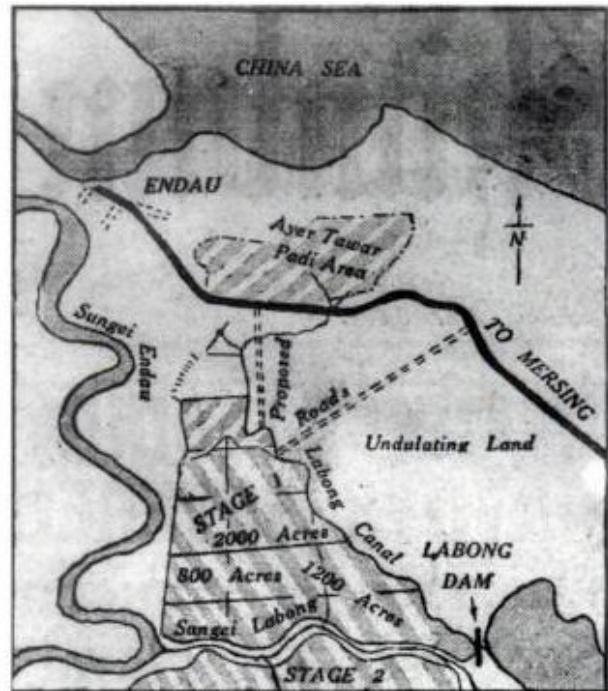 CHINA SEA
ENDAU
Ayer Tawar
Padi Area
N
Sungei
Endau
Proposed
Roads
TO MERSING
Undulating Land
Labong
Canal
STAGE 1
2000 Acres
LABONG
DAM
800 Acres
1200 Acres
Sungei Labong
STAGE 2